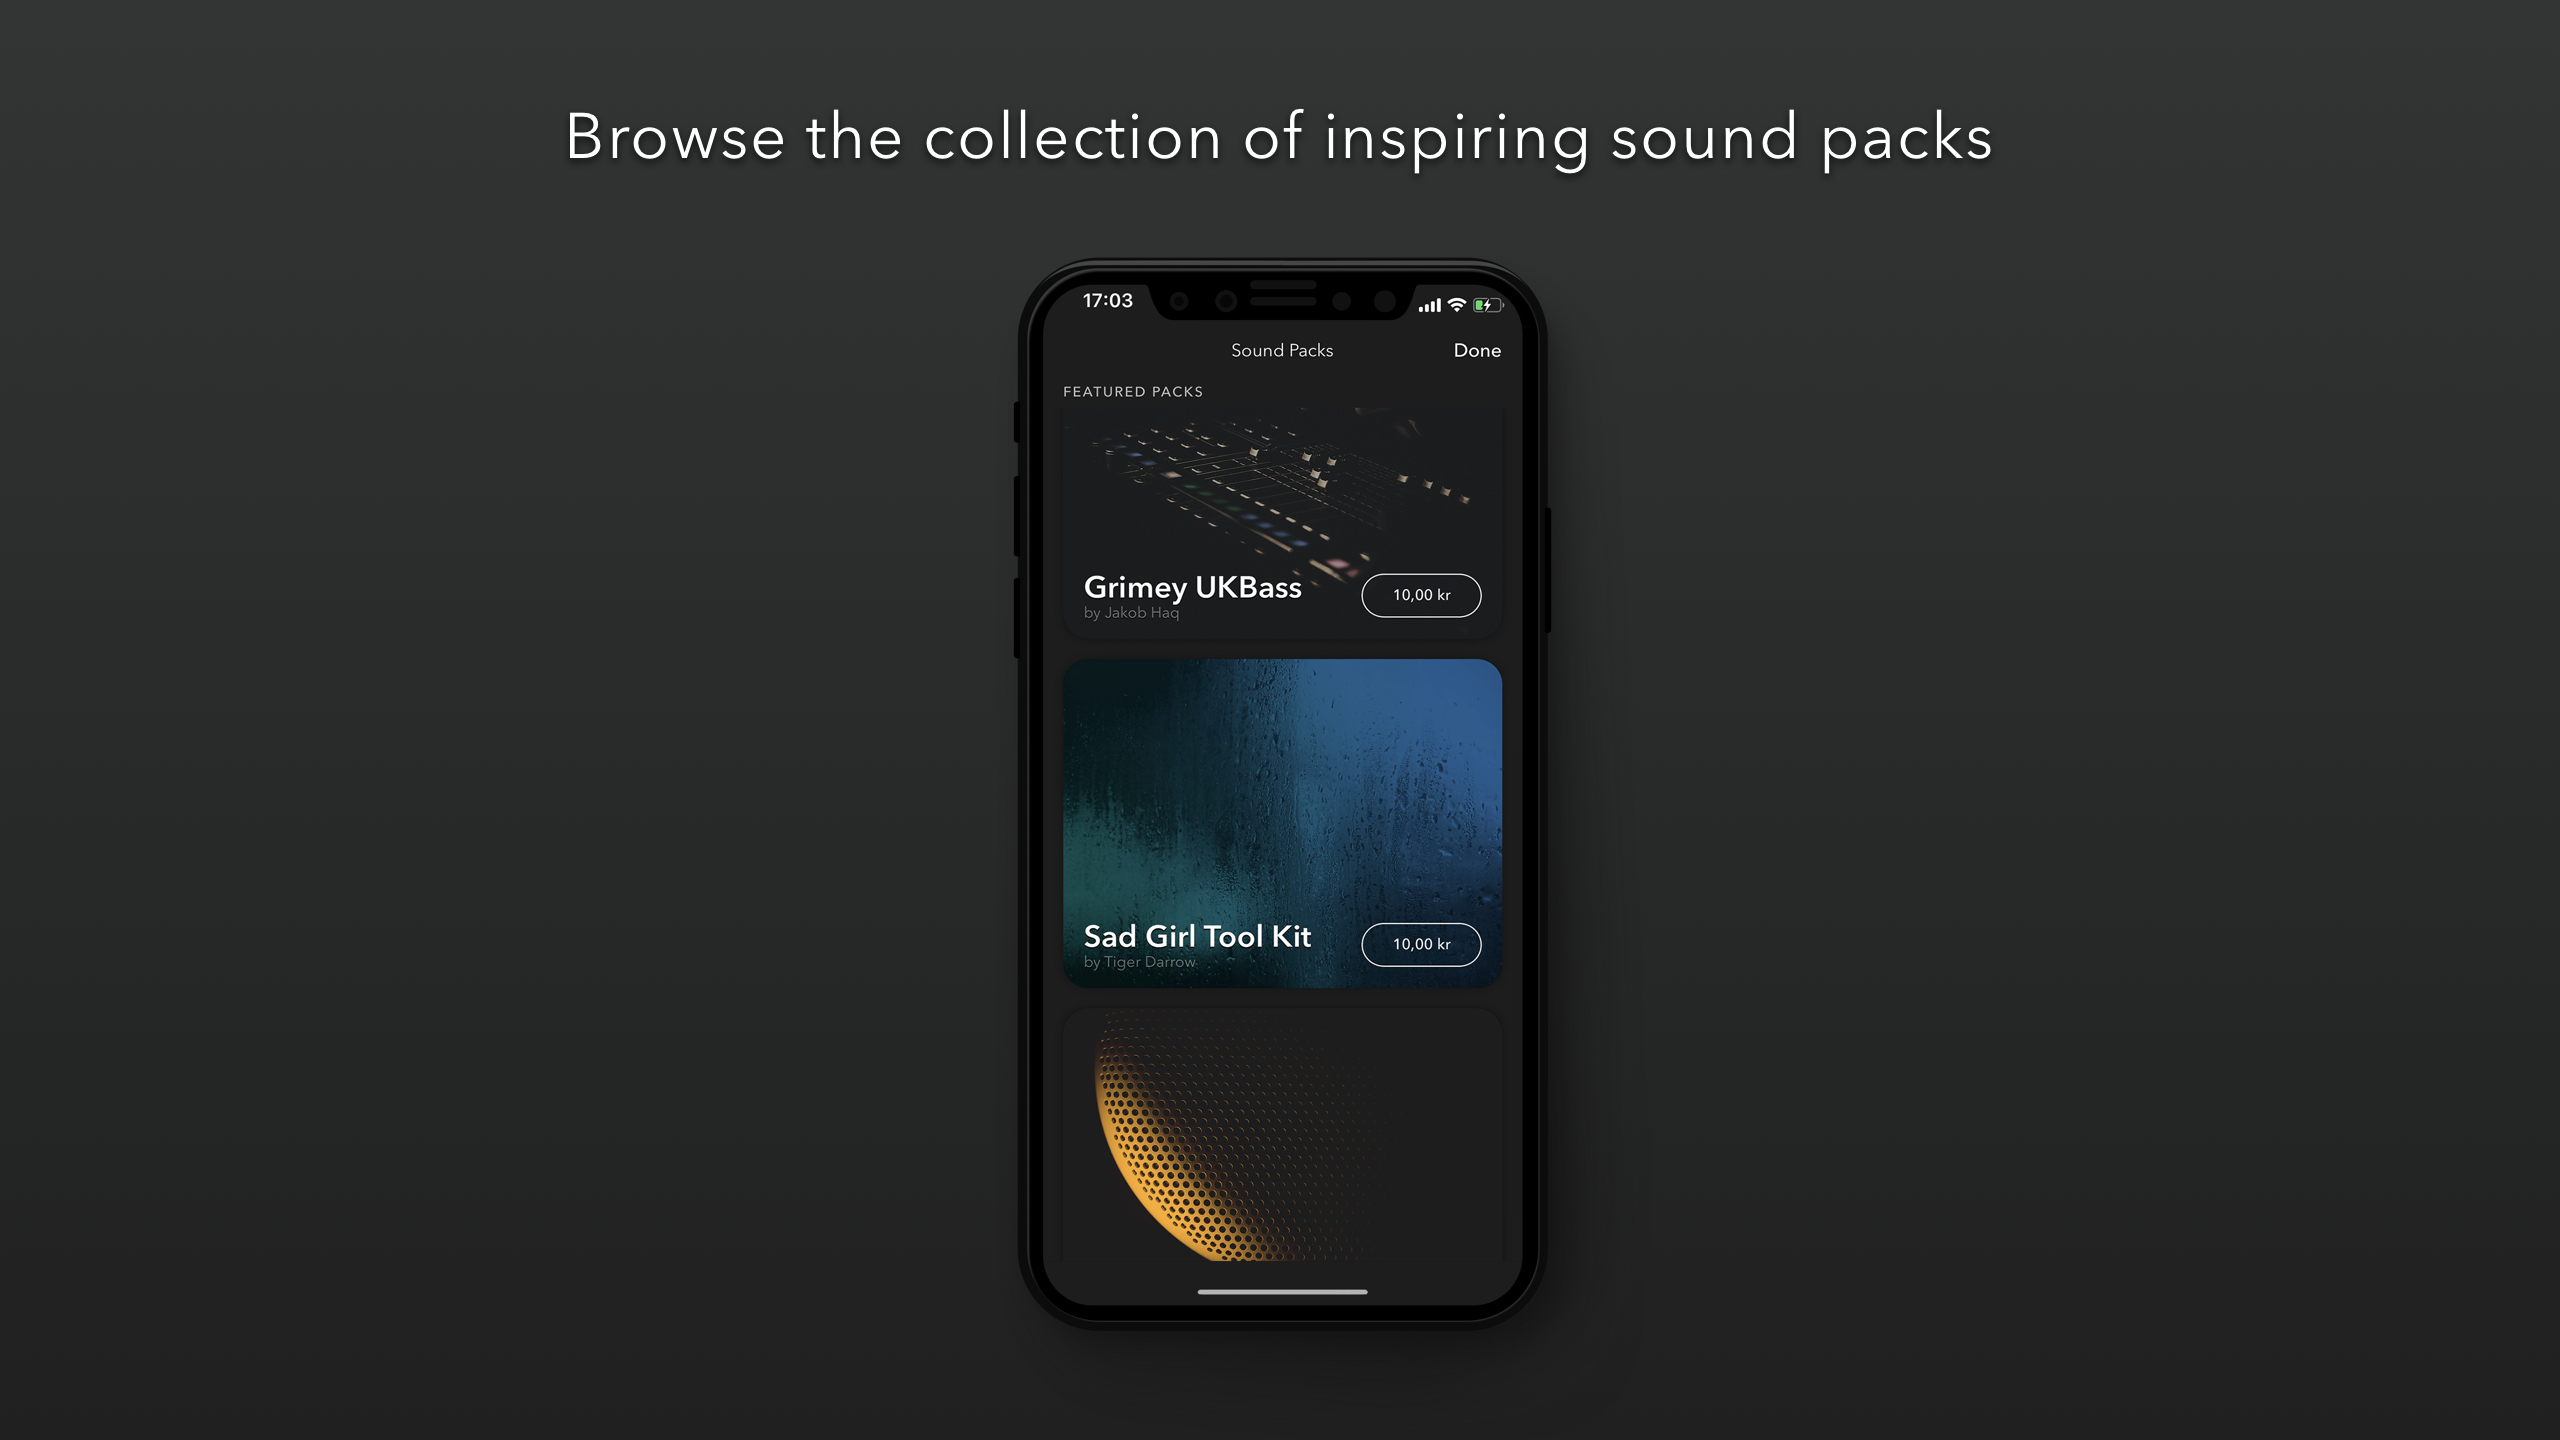 Browse the collection of inspiring sound packs
17:03
Sound Packs
Done
FEATURED PACKS
Grimey UKBass
by Jakob Haq
10,00 kr
Sad Girl Tool Kit
by Tiger Darrow
10,00 kr